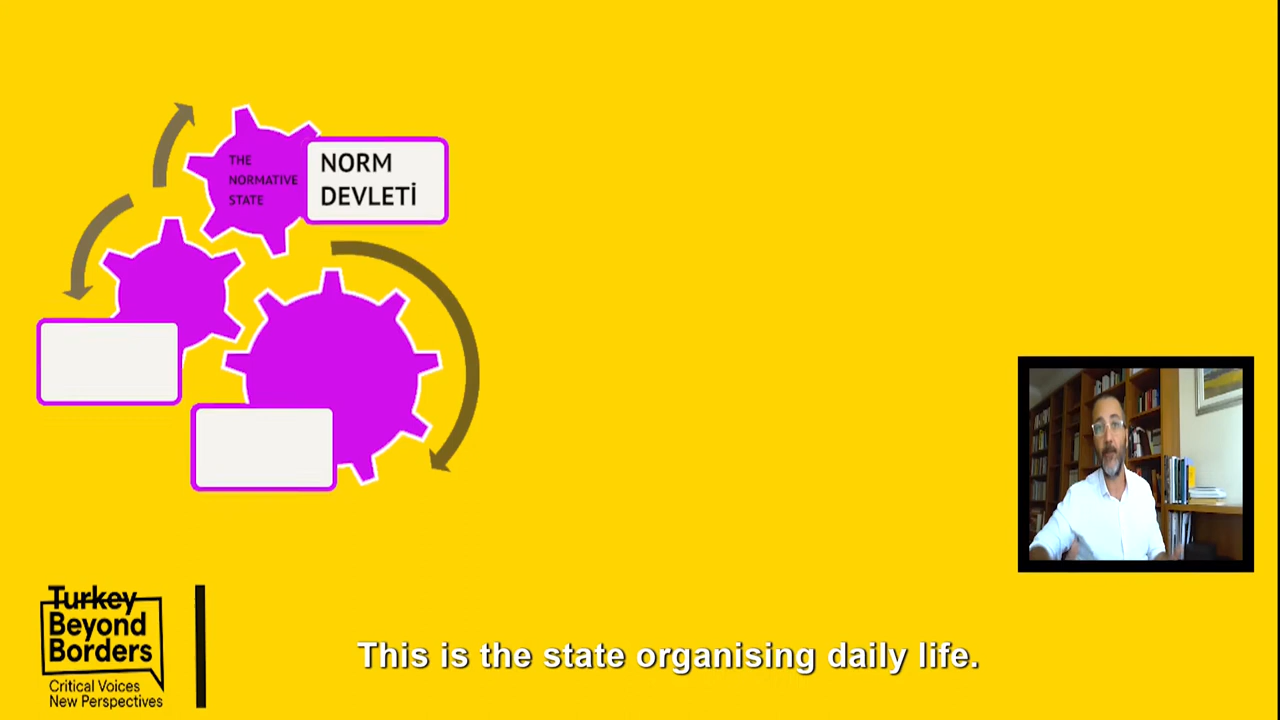 THE
NORMATIVE
STATE
NORM
DEVLETİ
Turkey
Beyond
Borders
Critical Voices
New Perspectives
This is the state organising daily life.